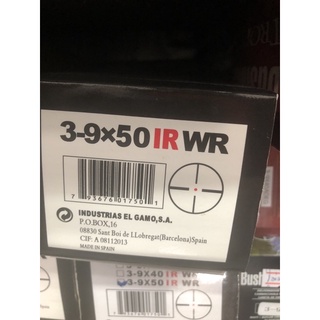 3-9×50 IR WR
7 93676 01750 1
INDUSTRIAS EL GAMO,S.A.
P.O.BOX,16
08830 Sant Boi de LLobregat(Barcelona)Spain
CIF: A 08112013
MADE IN SPAIN
3-9X40 IR WR
3-9X50 IR WR
Bush